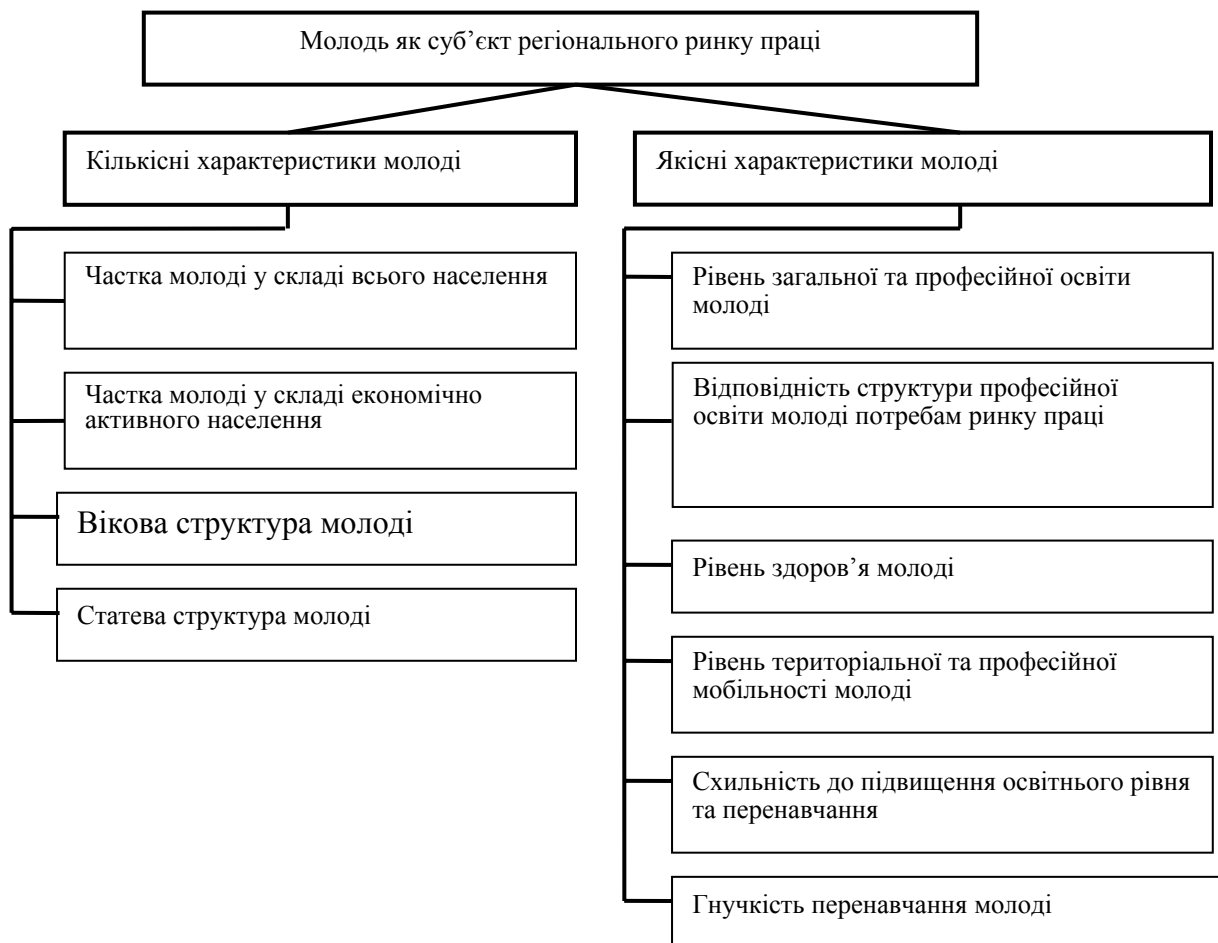 Молодь як суб’єкт регіонального ринку праці
Кількісні характеристики молоді
Якісні характеристики молоді
Частка молоді у складі всього населення
Частка молоді у складі економічно
активного населення
Вікова структура молоді
Статева структура молоді
Рівень загальної та професійної освіти
молоді
Відповідність структури професійної
освіти молоді потребам ринку праці
Рівень здоров’я молоді
Рівень територіальної та професійної
мобільності молоді
Схильність до підвищення освітнього рівня
та перенавчання
Гнучкість перенавчання молоді